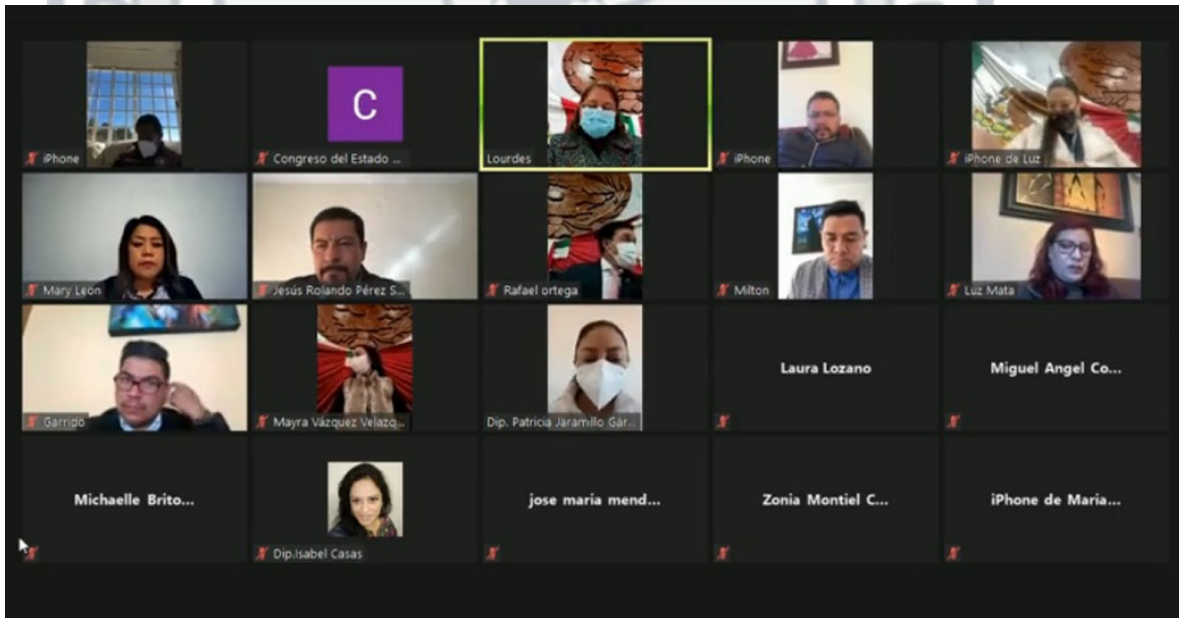 iPhone
C
Congreso del Estado ...
Lourdes
iPhone
iPhone de Luz
Mary Leon
Jesús Rolando Pérez S...
Rafael ortega
Milton
Luz Mata
Garrido
Mayra Vázquez Velazq...
Dip. Patricia Jaramillo Gar...
Laura Lozano
Miguel Angel Co...
Michaelle Brito...
Dip.Isabel Casas
jose maria mend...
Zonia Montiel C...
iPhone de Maria...